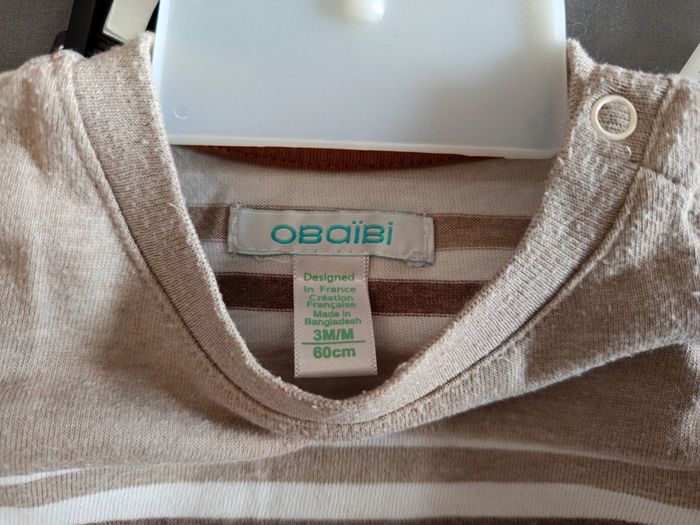 OBaïBi
Designed
in France
Création
Française
Made in
Bangladesh
3M/M
60cm